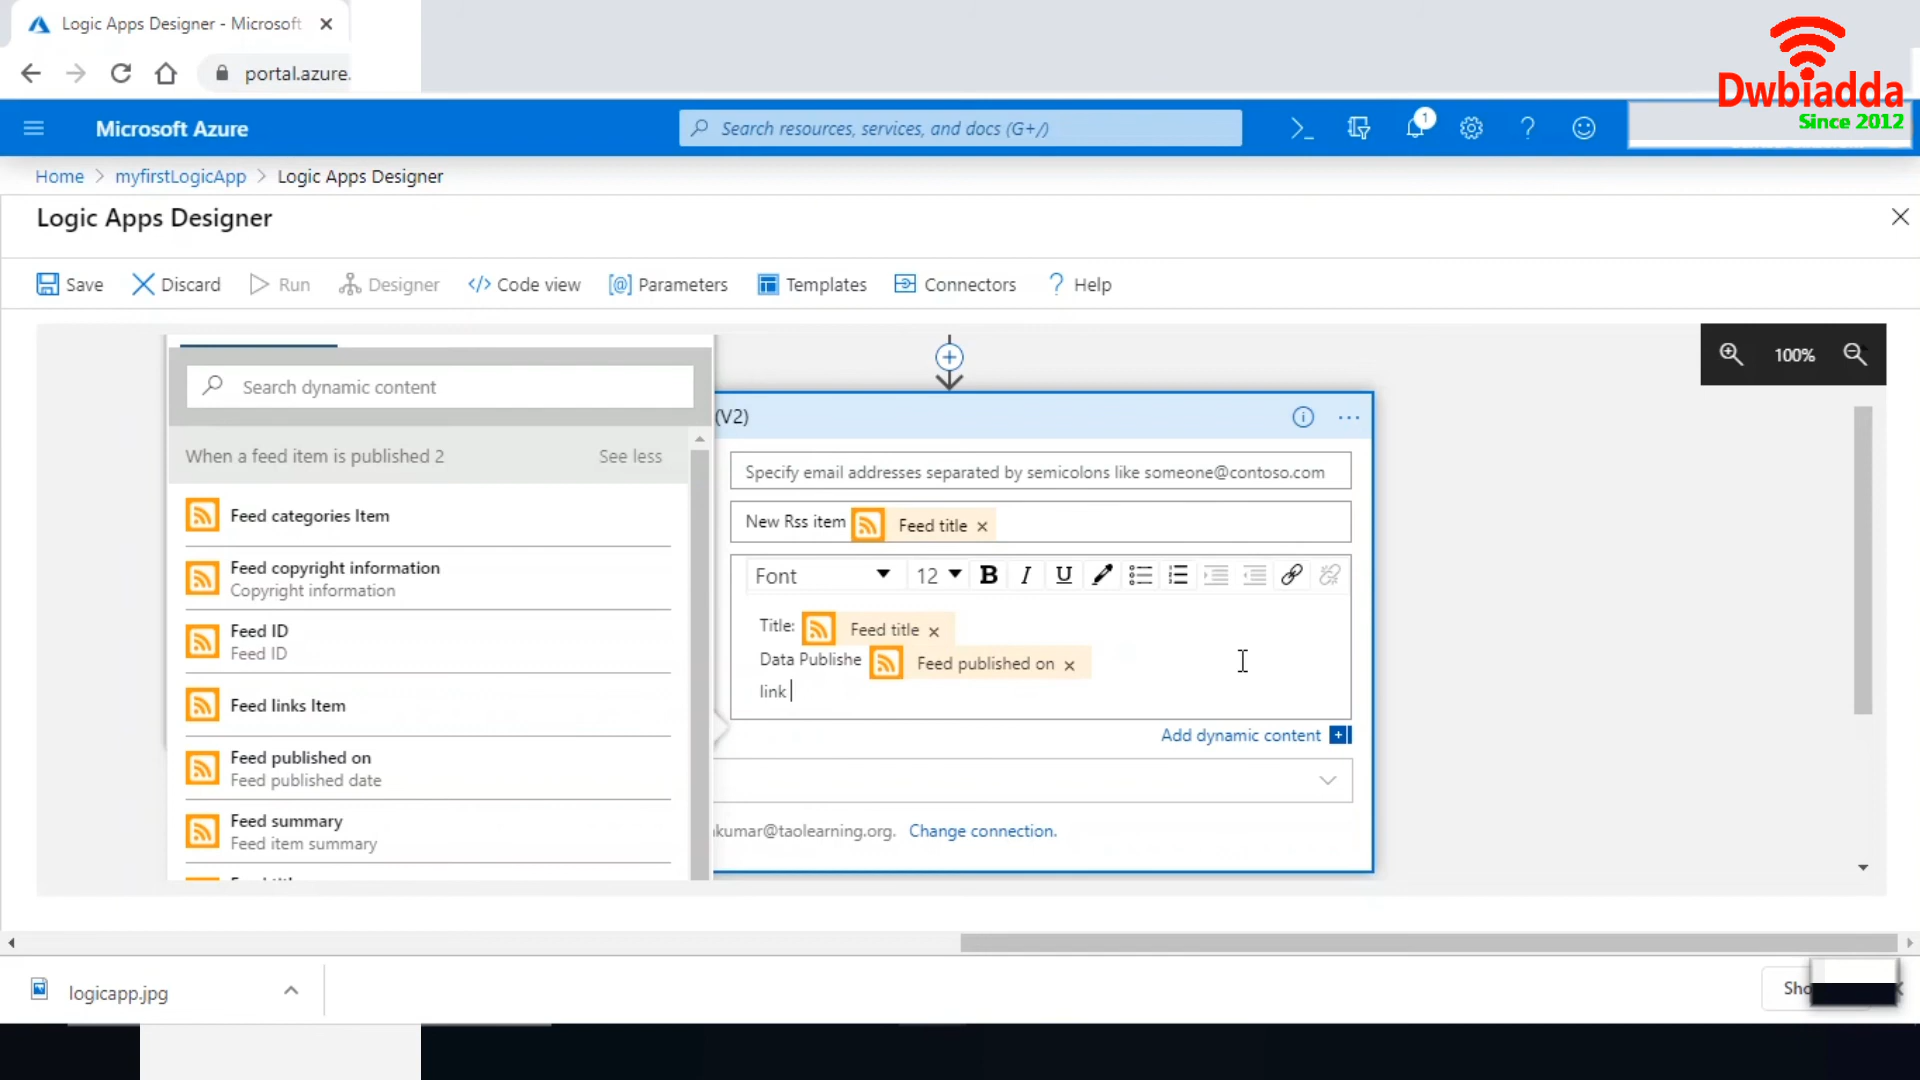 Logic Apps Designer - Microsoft
portal.azure.
Dwbiadda
Since 2012
Microsoft Azure
Search resources, services, and docs (G+/)
1
Home > myfirstLogicApp > Logic Apps Designer
Logic Apps Designer
Save Discard Run Designer </> Code view [@] Parameters Templates Connectors ? Help
100%
Search dynamic content
When a feed item is published 2 See less
Feed categories Item
Feed copyright information
Copyright information
Feed ID
Feed ID
Feed links Item
Feed published on
Feed published date
Feed summary
Feed item summary
(V2)
Specify email addresses separated by semicolons like someone@contoso.com
New Rss item Feed title ×
Font 12 B I U
Title: Feed title ×
Data Publishe Feed published on ×
link
Add dynamic content
kumar@taolearning.org. Change connection.
logicapp.jpg